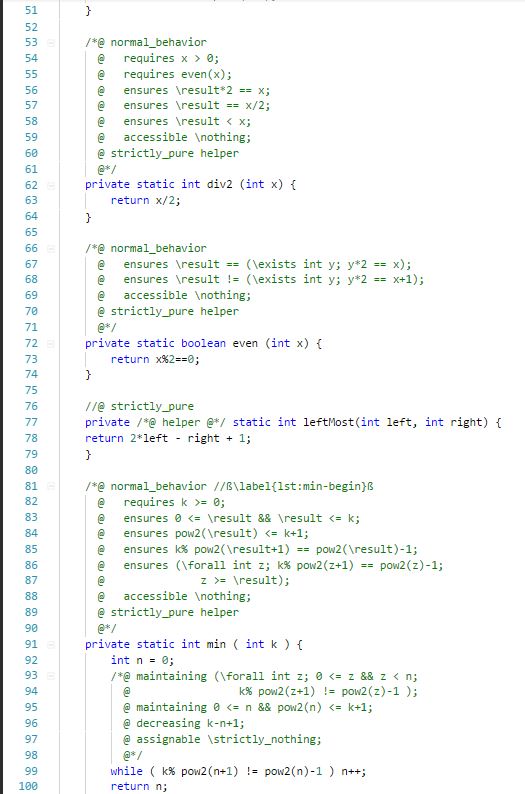 51 }
52
53 /*@ normal_behavior
54 @ requires x > 0;
55 @ requires even(x);
56 @ ensures \result*2 == x;
57 @ ensures \result == x/2;
58 @ ensures \result < x;
59 @ accessible \nothing;
60 @ strictly_pure helper
61 @*/
62 private static int div2 (int x) {
63 return x/2;
64 }
65
66 /*@ normal_behavior
67 @ ensures \result == (\exists int y; y*2 == x);
68 @ ensures \result != (\exists int y; y*2 == x+1);
69 @ accessible \nothing;
70 @ strictly_pure helper
71 @*/
72 private static boolean even (int x) {
73 return x%2==0;
74 }
75
76 //@ strictly_pure
77 private /*@ helper @*/ static int leftMost(int left, int right) {
78 return 2*left - right + 1;
79 }
80
81 /*@ normal_behavior //ß\label{lst:min-begin}ß
82 @ requires k >= 0;
83 @ ensures 0 <= \result && \result <= k;
84 @ ensures pow2(\result) <= k+1;
85 @ ensures k% pow2(\result+1) == pow2(\result)-1;
86 @ ensures (\forall int z; k% pow2(z+1) == pow2(z)-1;
87 @ z >= \result);
88 @ accessible \nothing;
89 @ strictly_pure helper
90 @*/
91 private static int min ( int k ) {
92 int n = 0;
93 /*@ maintaining (\forall int z; 0 <= z && z < n;
94 @ k% pow2(z+1) != pow2(z)-1 );
95 @ maintaining 0 <= n && pow2(n) <= k+1;
96 @ decreasing k-n+1;
97 @ assignable \strictly_nothing;
98 @*/
99 while ( k% pow2(n+1) != pow2(n)-1 ) n++;
100 return n;